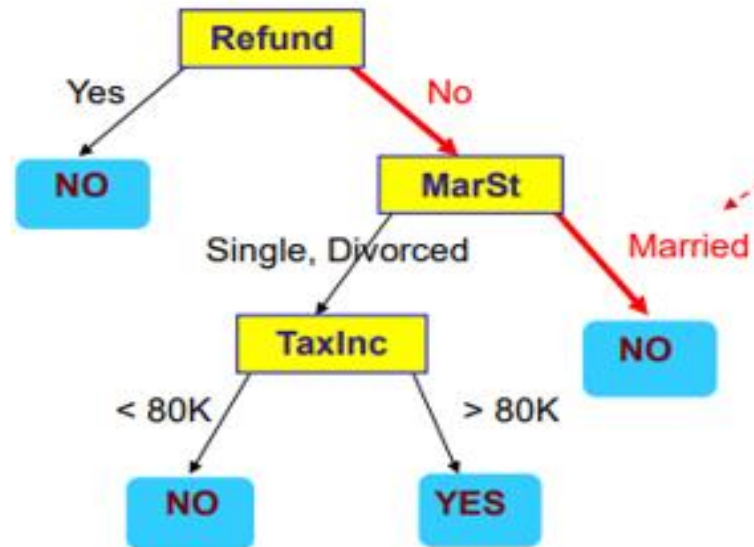 Refund
Yes
No
NO
MarSt
Single, Divorced
Married
TaxInc
NO
< 80K
> 80K
NO
YES